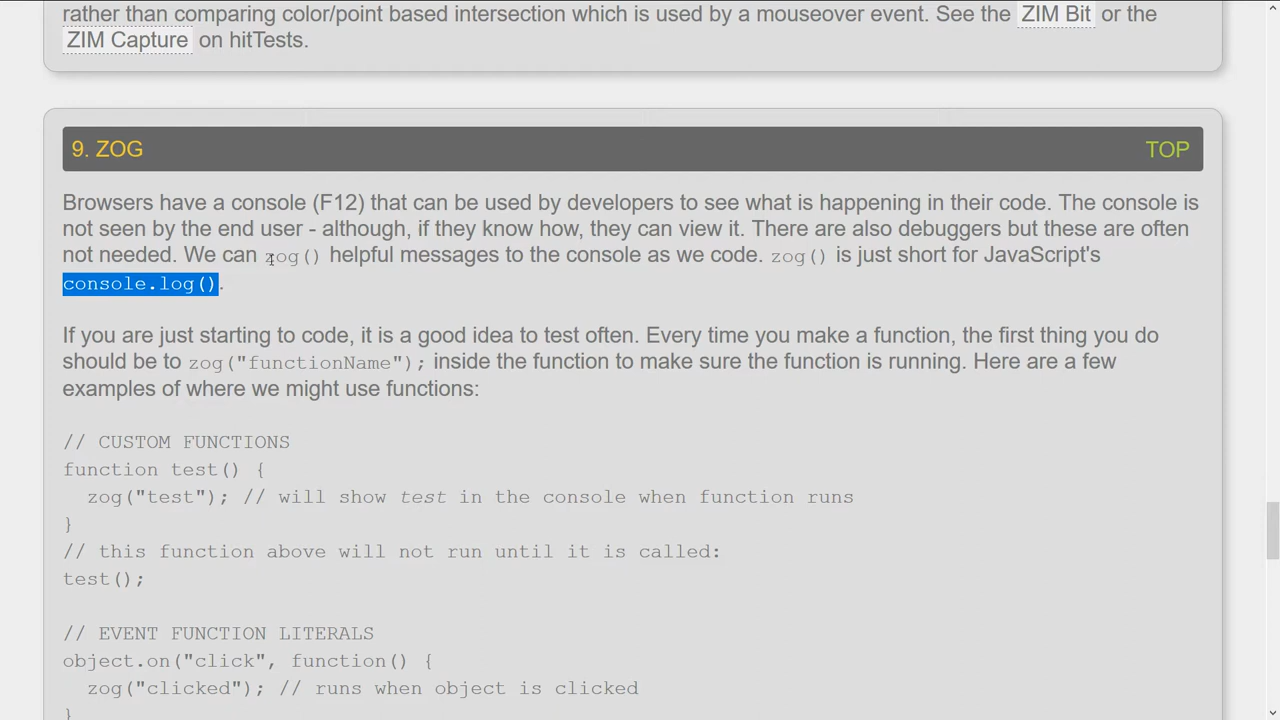 rather than comparing color/point based intersection which is used by a mouseover event. See the ZIM Bit or the
ZIM Capture on hitTests.
9. ZOG TOP
Browsers have a console (F12) that can be used by developers to see what is happening in their code. The console is
not seen by the end user - although, if they know how, they can view it. There are also debuggers but these are often
not needed. We can zog() helpful messages to the console as we code. zog() is just short for JavaScript's
console.log().
If you are just starting to code, it is a good idea to test often. Every time you make a function, the first thing you do
should be to zog("functionName"); inside the function to make sure the function is running. Here are a few
examples of where we might use functions:
// CUSTOM FUNCTIONS
function test() {
  zog("test"); // will show test in the console when function runs
}
// this function above will not run until it is called:
test();
// EVENT FUNCTION LITERALS
object.on("click", function() {
  zog("clicked"); // runs when object is clicked
}